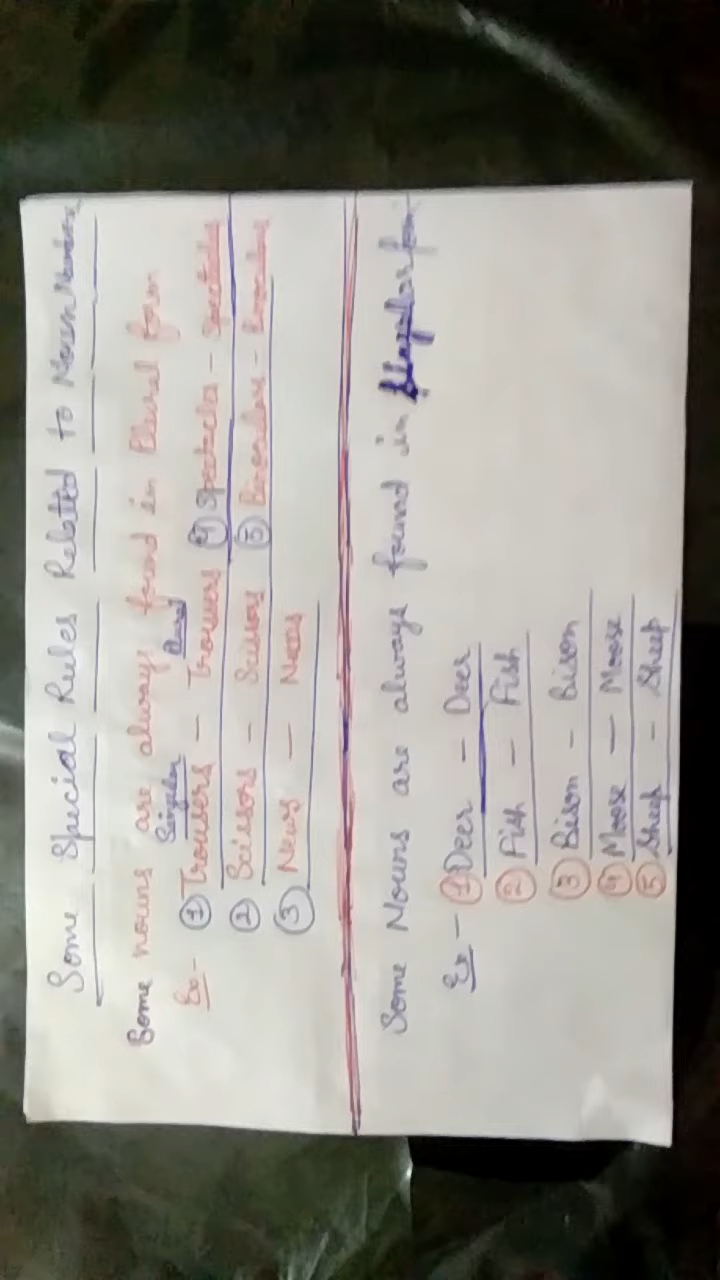 Some Special Rules Related to Noun Number
Some nouns are always found in Plural form
Singular Plural
Ex- ① Trousers - Trousers ④ Spectacles - Spectacles
② Scissors - Scissors ⑤ Binoculars - Binoculars
③ News - News
Some Nouns are always found in form
Ex - ① Deer - Deer
② Fish - Fish
③ Bison - Bison
④ Moose - Moose
⑤ Sheep - Sheep